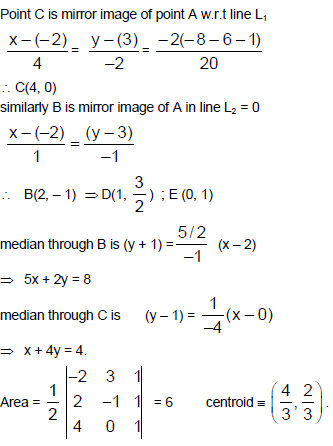 Point C is mirror image of point A w.r.t line L₁
(x−(−2))/4 = (y−(3))/−2 = −2(−8−6−1)/20
∴ C(4, 0)
similarly B is mirror image of A in line L₂ = 0
(x−(−2))/1 = (y−3)/−1
∴ B(2, – 1) ⇒ D(1, 3/2) ; E (0, 1)
median through B is (y + 1) = (5/2)/−1 (x – 2)
⇒ 5x + 2y = 8
median through C is (y – 1) = 1/−4 (x − 0)
⇒ x + 4y = 4.
Area = 1/2 |−2 3 1|
|2 −1 1|
|4 0 1| = 6 centroid ≡ (4/3, 2/3).